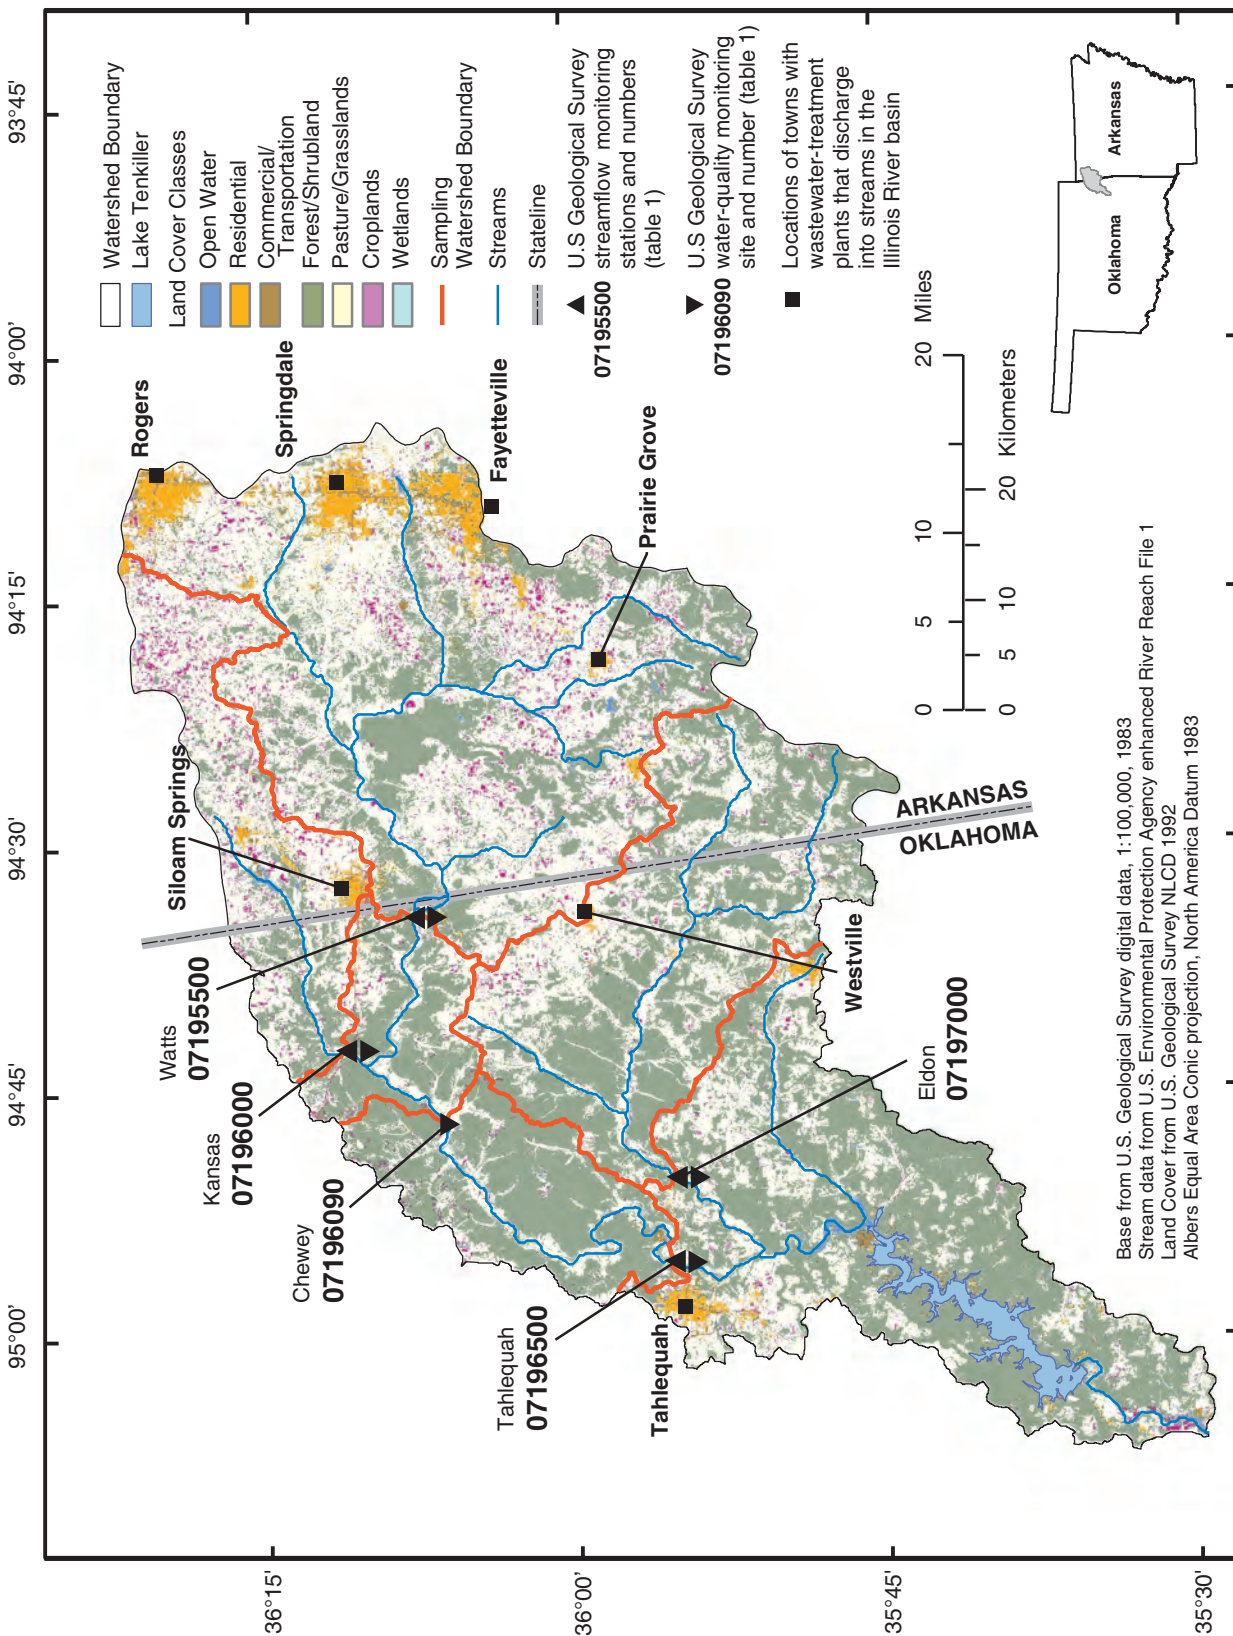 95°00'
94°45'
94°30'
94°15'
94°00'
93°45'
36°15'
36°00'
35°45'
35°30'
Rogers
Springdale
Fayetteville
Prairie Grove
Siloam Springs
Watts
07195500
Kansas
07196000
Chewey
07196090
Tahlequah
07196500
Tahlequah
Westville
Eldon
07197000
ARKANSAS
OKLAHOMA
Watershed Boundary
Lake Tenkiller
Land Cover Classes
Open Water
Residential
Commercial/
Transportation
Forest/Shrubland
Pasture/Grasslands
Croplands
Wetlands
Sampling
Watershed Boundary
Streams
Stateline
07195500
U.S Geological Survey
streamflow monitoring
stations and numbers
(table 1)
07196090
U.S Geological Survey
water-quality monitoring
site and number (table 1)
Locations of towns with
wastewater-treatment
plants that discharge
into streams in the
Illinois River basin
0 5 10 20 Miles
0 5 10 20 Kilometers
Oklahoma
Arkansas
Base from U.S. Geological Survey digital data, 1:100,000, 1983
Stream data from U.S. Environmental Protection Agency enhanced River Reach File 1
Land Cover from U.S. Geological Survey NLCD 1992
Albers Equal Area Conic projection, North America Datum 1983